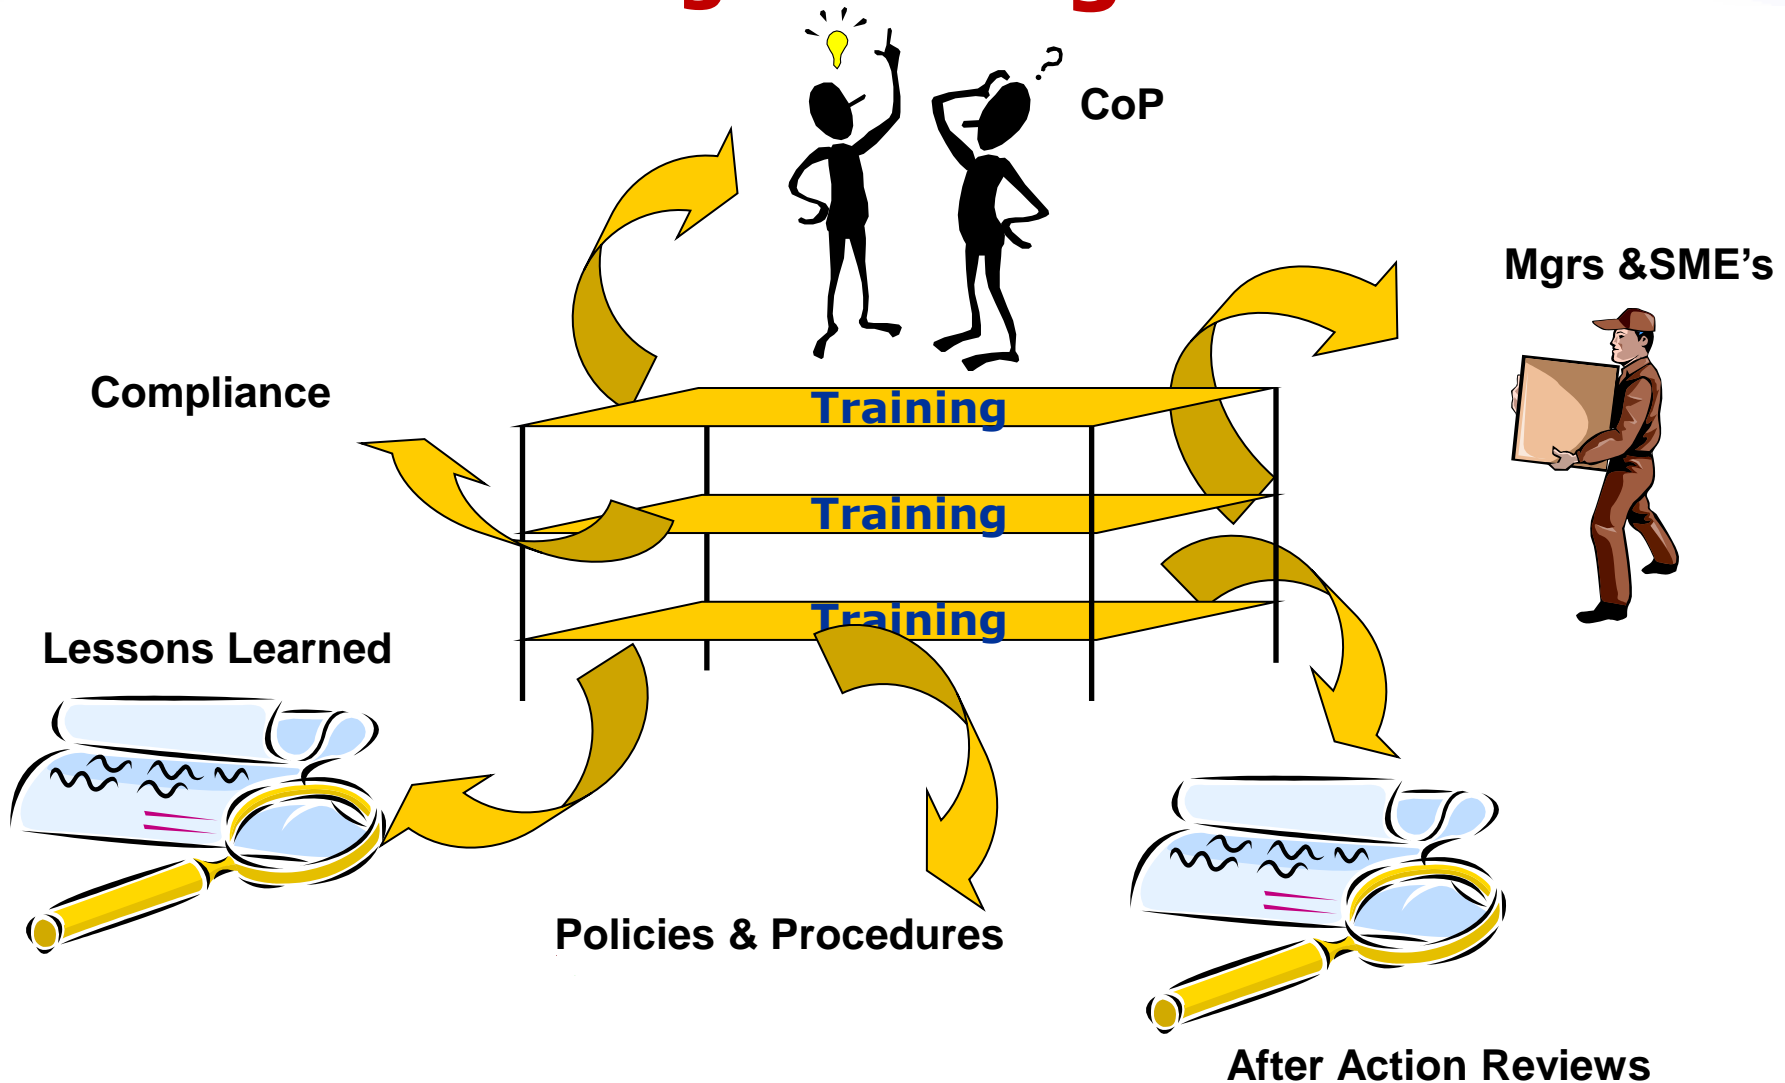 CoP
Mgrs &SME’s
Compliance
Training
Training
Training
Lessons Learned
Policies & Procedures
After Action Reviews